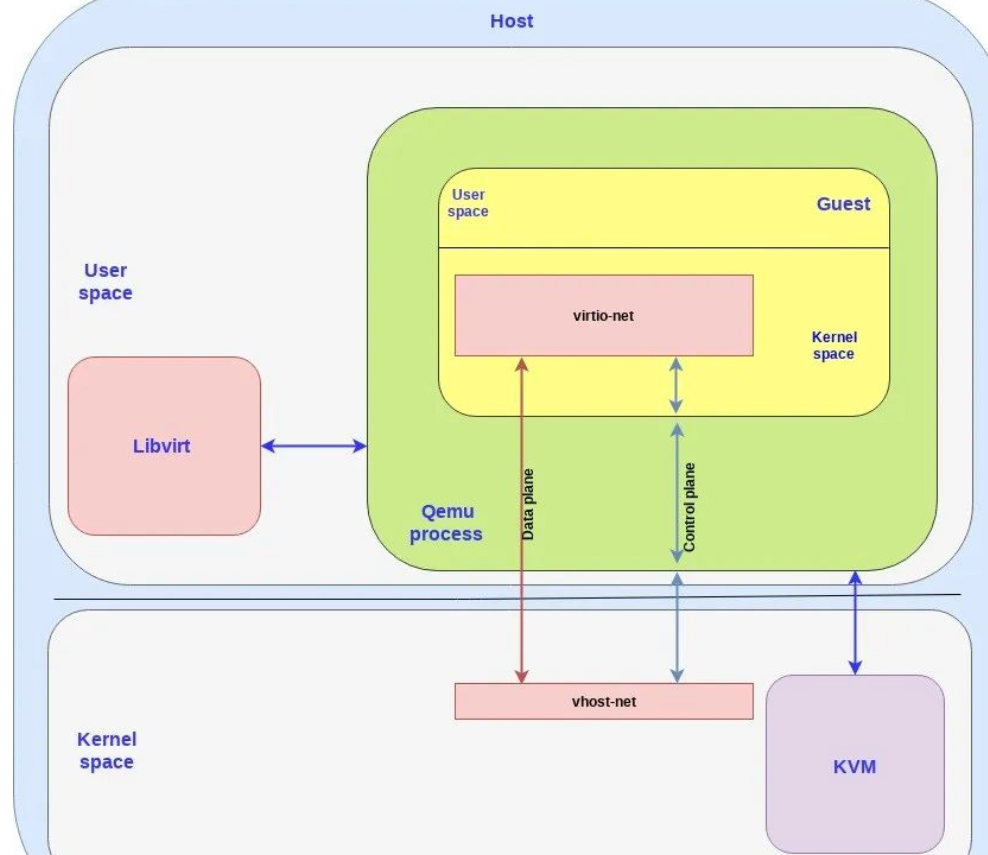 Host
User
space
Guest
User
space
virtio-net
Kernel
space
Libvirt
Qemu
process
Data plane
Control plane
vhost-net
Kernel
space
KVM